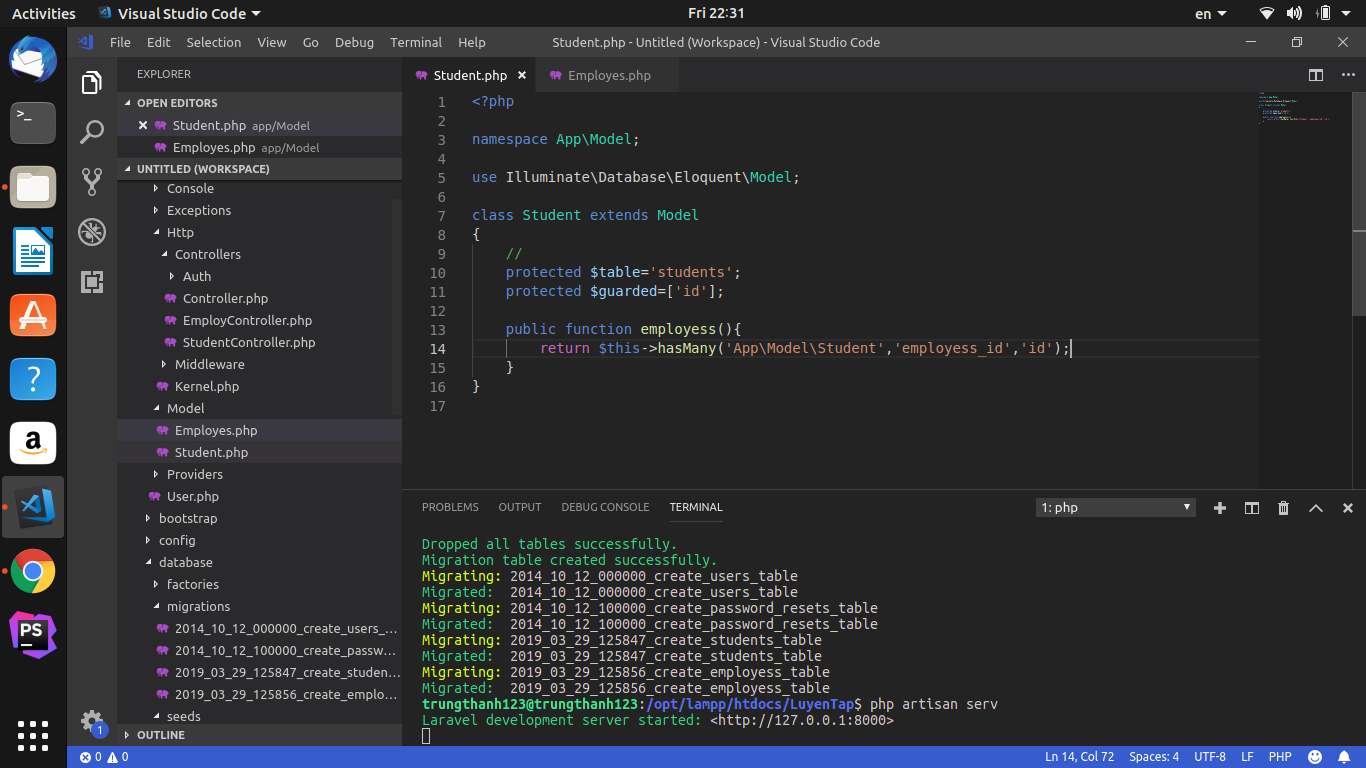 Activities
Visual Studio Code
Fri 22:31
en
File Edit Selection View Go Debug Terminal Help
Student.php - Untitled (Workspace) - Visual Studio Code
EXPLORER
OPEN EDITORS
Student.php app/Model
Employes.php app/Model
UNTITLED (WORKSPACE)
Console
Exceptions
Http
Controllers
Auth
Controller.php
EmployController.php
StudentController.php
Middleware
Kernel.php
Model
Employes.php
Student.php
Providers
User.php
bootstrap
config
database
factories
migrations
2014_10_12_000000_create_users_...
2014_10_12_100000_create_passw...
2019_03_29_125847_create_studen...
2019_03_29_125856_create_emplo...
seeds
OUTLINE
Student.php
Employes.php
1 <?php
2
3 namespace App\Model;
4
5 use Illuminate\Database\Eloquent\Model;
6
7 class Student extends Model
8 {
9 //
10 protected $table='students';
11 protected $guarded=['id'];
12
13 public function employess(){
14 return $this->hasMany('App\Model\Student','employess_id','id');
15 }
16 }
17
PROBLEMS OUTPUT DEBUG CONSOLE TERMINAL
1: php
Dropped all tables successfully.
Migration table created successfully.
Migrating: 2014_10_12_000000_create_users_table
Migrated: 2014_10_12_000000_create_users_table
Migrating: 2014_10_12_100000_create_password_resets_table
Migrated: 2014_10_12_100000_create_password_resets_table
Migrating: 2019_03_29_125847_create_students_table
Migrated: 2019_03_29_125847_create_students_table
Migrating: 2019_03_29_125856_create_employess_table
Migrated: 2019_03_29_125856_create_employess_table
trungthanh123@trungthanh123:/opt/lampp/htdocs/LuyenTap$ php artisan serv
Laravel development server started: <http://127.0.0.1:8000>
PS
1
0 0
Ln 14, Col 72 Spaces: 4 UTF-8 LF PHP